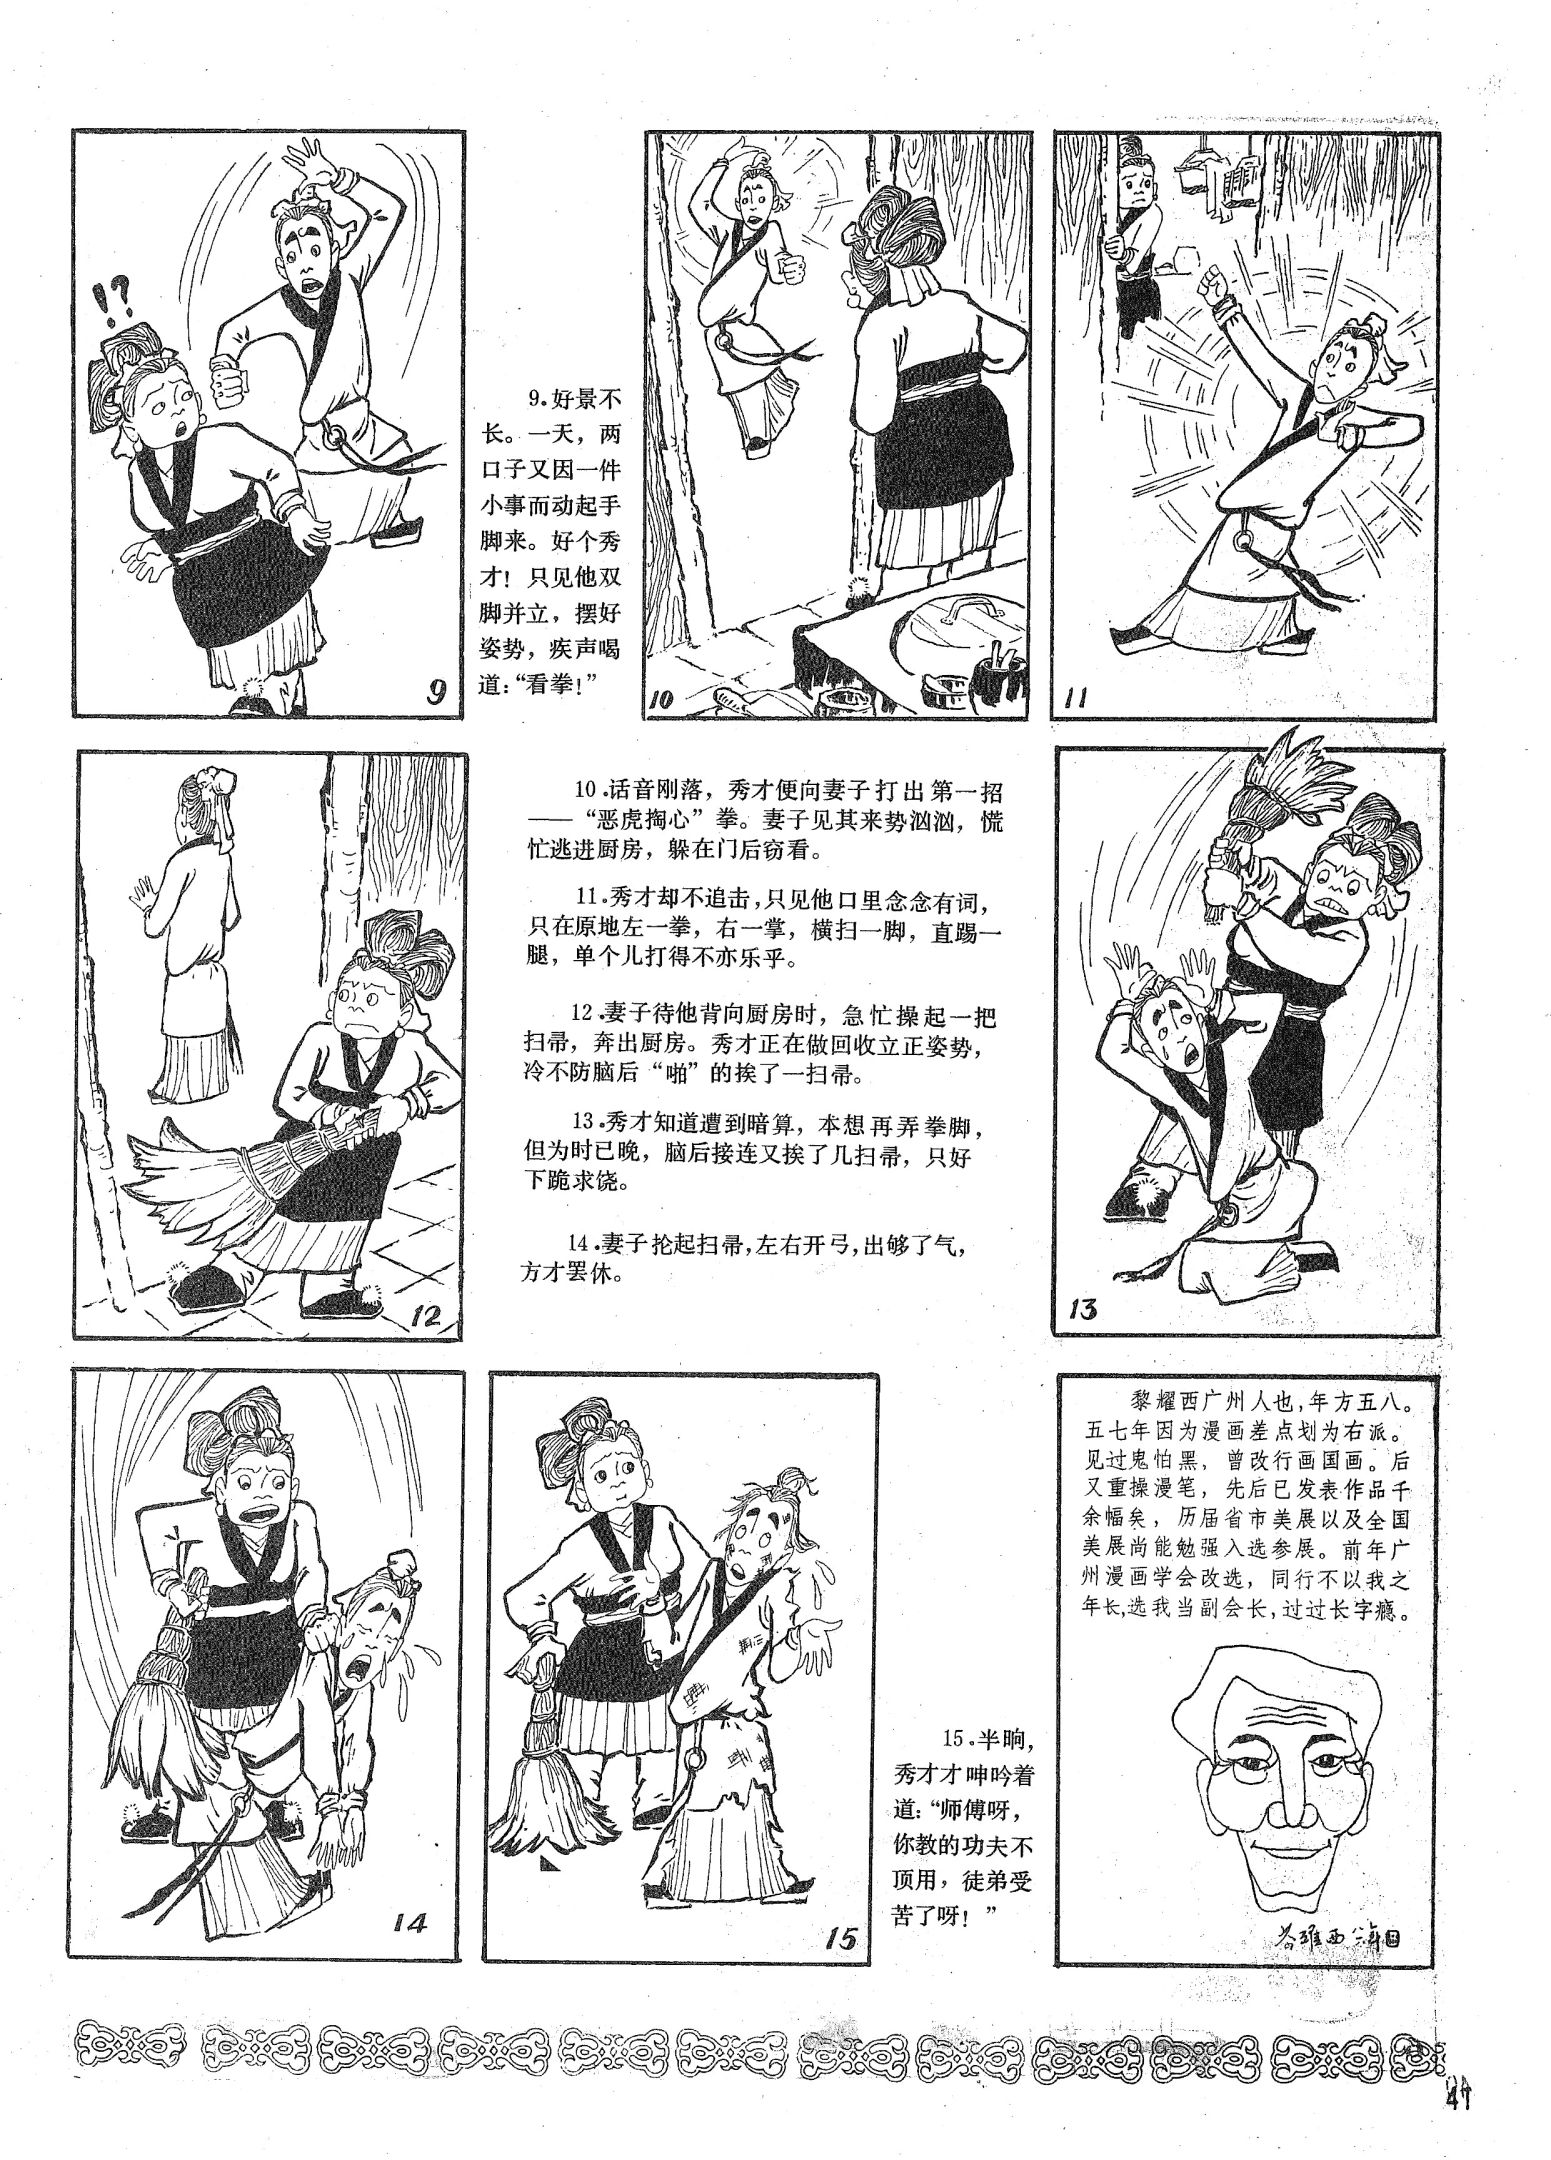 !?
9
9.好景不
长。一天，两
口子又因一件
小事而动起手
脚来。好个秀
才！只见他双
脚并立，摆好
姿势，疾声喝
道：“看拳！”
10
11
12
10.话音刚落，秀才便向妻子打出第一招
——“恶虎掏心”拳。妻子见其来势汹汹，慌
忙逃进厨房，躲在门后窃看。
11.秀才却不追击，只见他口里念念有词，
只在原地左一拳，右一掌，横扫一脚，直踢一
腿，单个儿打得不亦乐乎。
12.妻子待他背向厨房时，急忙操起一把
扫帚，奔出厨房。秀才正在做回收立正姿势，
冷不防脑后“啪”的挨了一扫帚。
13.秀才知道遭到暗算，本想再弄拳脚，
但为时已晚，脑后接连又挨了几扫帚，只好
下跪求饶。
14.妻子抡起扫帚，左右开弓，出够了气，
方才罢休。
13
14
15
15.半晌，
秀才才呻吟着
道：“师傅呀，
你教的功夫不
顶用，徒弟受
苦了呀！”
黎耀西广州人也，年方五八。
五七年因为漫画差点划为右派。
见过鬼怕黑，曾改行画国画。后
又重操漫笔，先后已发表作品千
余幅矣，历届省市美展以及全国
美展尚能勉强入选参展。前年广
州漫画学会改选，同行不以我之
年长，选我当副会长，过过长字瘾。
47